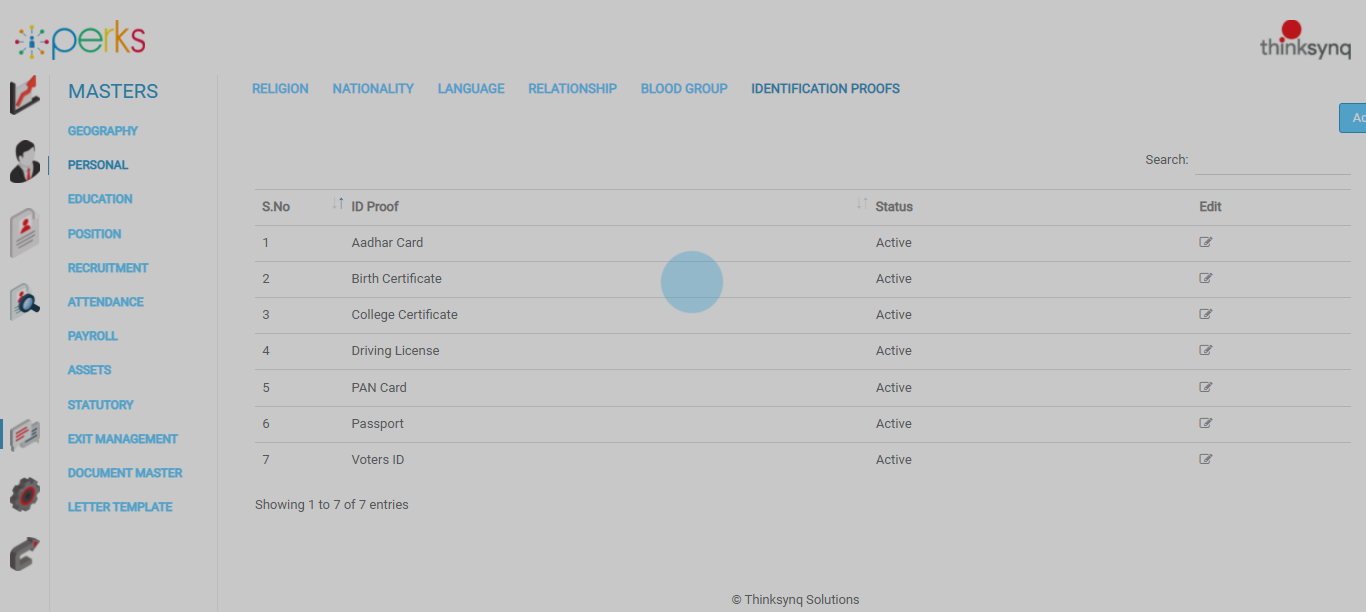 perks
thinksynq
MASTERS
GEOGRAPHY
PERSONAL
EDUCATION
POSITION
RECRUITMENT
ATTENDANCE
PAYROLL
ASSETS
STATUTORY
EXIT MANAGEMENT
DOCUMENT MASTER
LETTER TEMPLATE
RELIGION NATIONALITY LANGUAGE RELATIONSHIP BLOOD GROUP IDENTIFICATION PROOFS
Search:
S.No ID Proof Status Edit
1 Aadhar Card Active
2 Birth Certificate Active
3 College Certificate Active
4 Driving License Active
5 PAN Card Active
6 Passport Active
7 Voters ID Active
Showing 1 to 7 of 7 entries
© Thinksynq Solutions